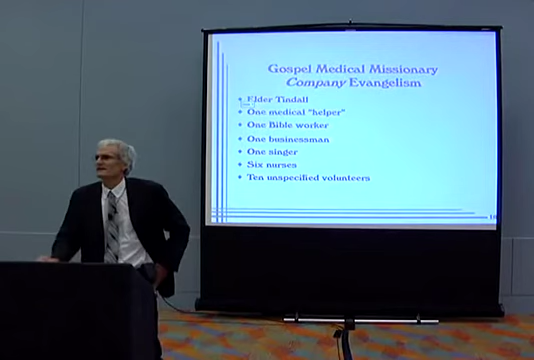 Gospel Medical Missionary
Company Evangelism
• Elder Tindall
• One medical "helper"
• One Bible worker
• One businessman
• One singer
• Six nurses
• Ten unspecified volunteers